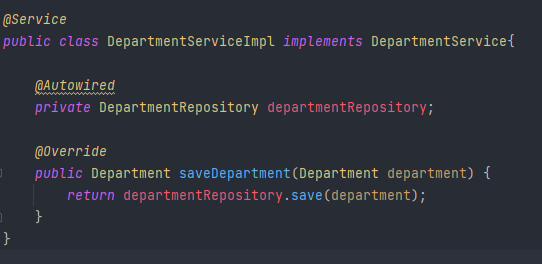 @Service
public class DepartmentServiceImpl implements DepartmentService{
@Autowired
private DepartmentRepository departmentRepository;
@Override
public Department saveDepartment(Department department) {
return departmentRepository.save(department);
}
}